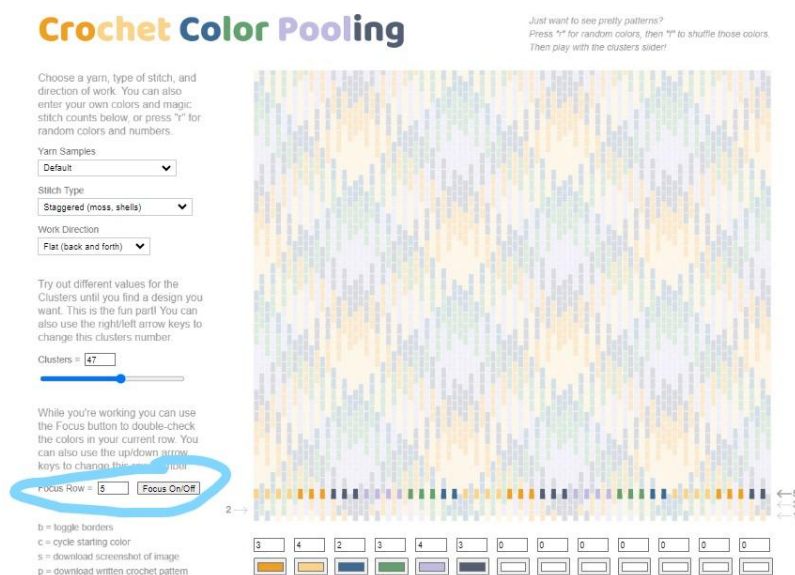 Crochet Color Pooling
Just want to see pretty patterns?
Press "r" for random colors, then "f" to shuffle those colors.
Then play with the clusters slider!
Choose a yarn, type of stitch, and
direction of work. You can also
enter your own colors and magic
stitch counts below, or press "r" for
random colors and numbers.
Yarn Samples
Default
Stitch Type
Staggered (moss, shells)
Work Direction
Flat (back and forth)
Try out different values for the
Clusters until you find a design you
want. This is the fun part! You can
also use the right/left arrow keys to
change this clusters number.
Clusters = 47
While you're working you can use
the Focus button to double-check
the colors in your current row. You
can also use the up/down arrow
keys to change this
Focus Row = 5 Focus On/Off
2
b = toggle borders
c = cycle starting color
s = download screenshot of image
p = download written crochet pattern
3 4 2 3 4 3 0 0 0 0 0 0 0